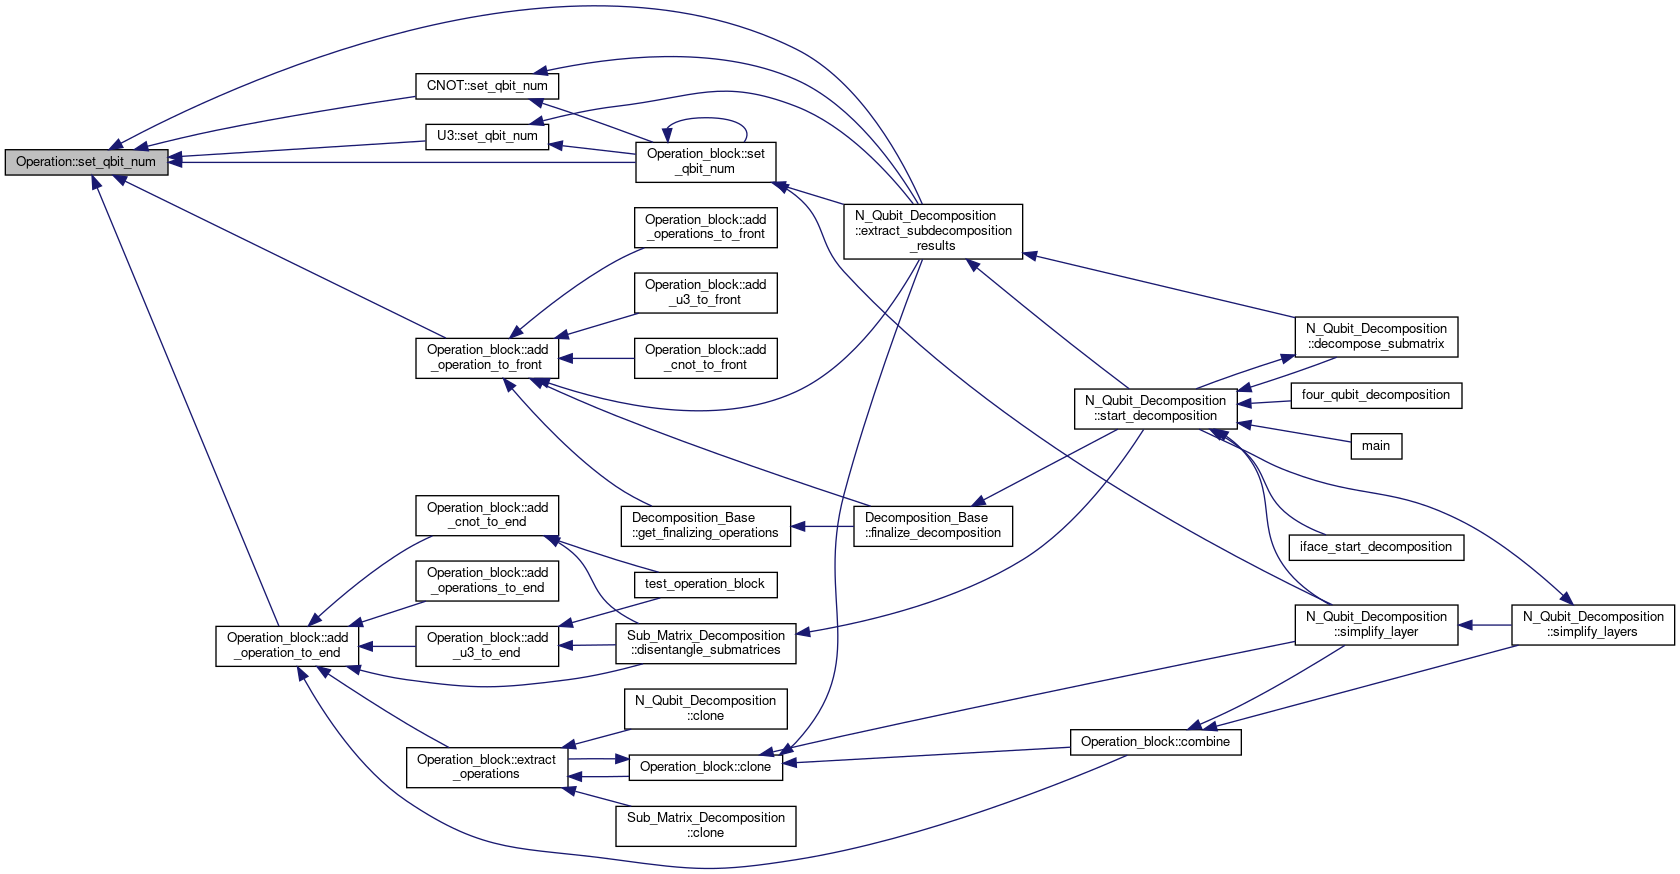 Operation::set_qbit_num
CNOT::set_qbit_num
U3::set_qbit_num
Operation_block::set
_qbit_num
N_Qubit_Decomposition
::extract_subdecomposition
_results
Operation_block::add
_operations_to_front
Operation_block::add
_u3_to_front
Operation_block::add
_operation_to_front
Operation_block::add
_cnot_to_front
N_Qubit_Decomposition
::decompose_submatrix
N_Qubit_Decomposition
::start_decomposition
four_qubit_decomposition
main
Operation_block::add
_cnot_to_end
Decomposition_Base
::get_finalizing_operations
Decomposition_Base
::finalize_decomposition
iface_start_decomposition
Operation_block::add
_operations_to_end
test_operation_block
Operation_block::add
_operation_to_end
Operation_block::add
_u3_to_end
Sub_Matrix_Decomposition
::disentangle_submatrices
N_Qubit_Decomposition
::simplify_layer
N_Qubit_Decomposition
::simplify_layers
N_Qubit_Decomposition
::clone
Operation_block::extract
_operations
Operation_block::clone
Operation_block::combine
Sub_Matrix_Decomposition
::clone